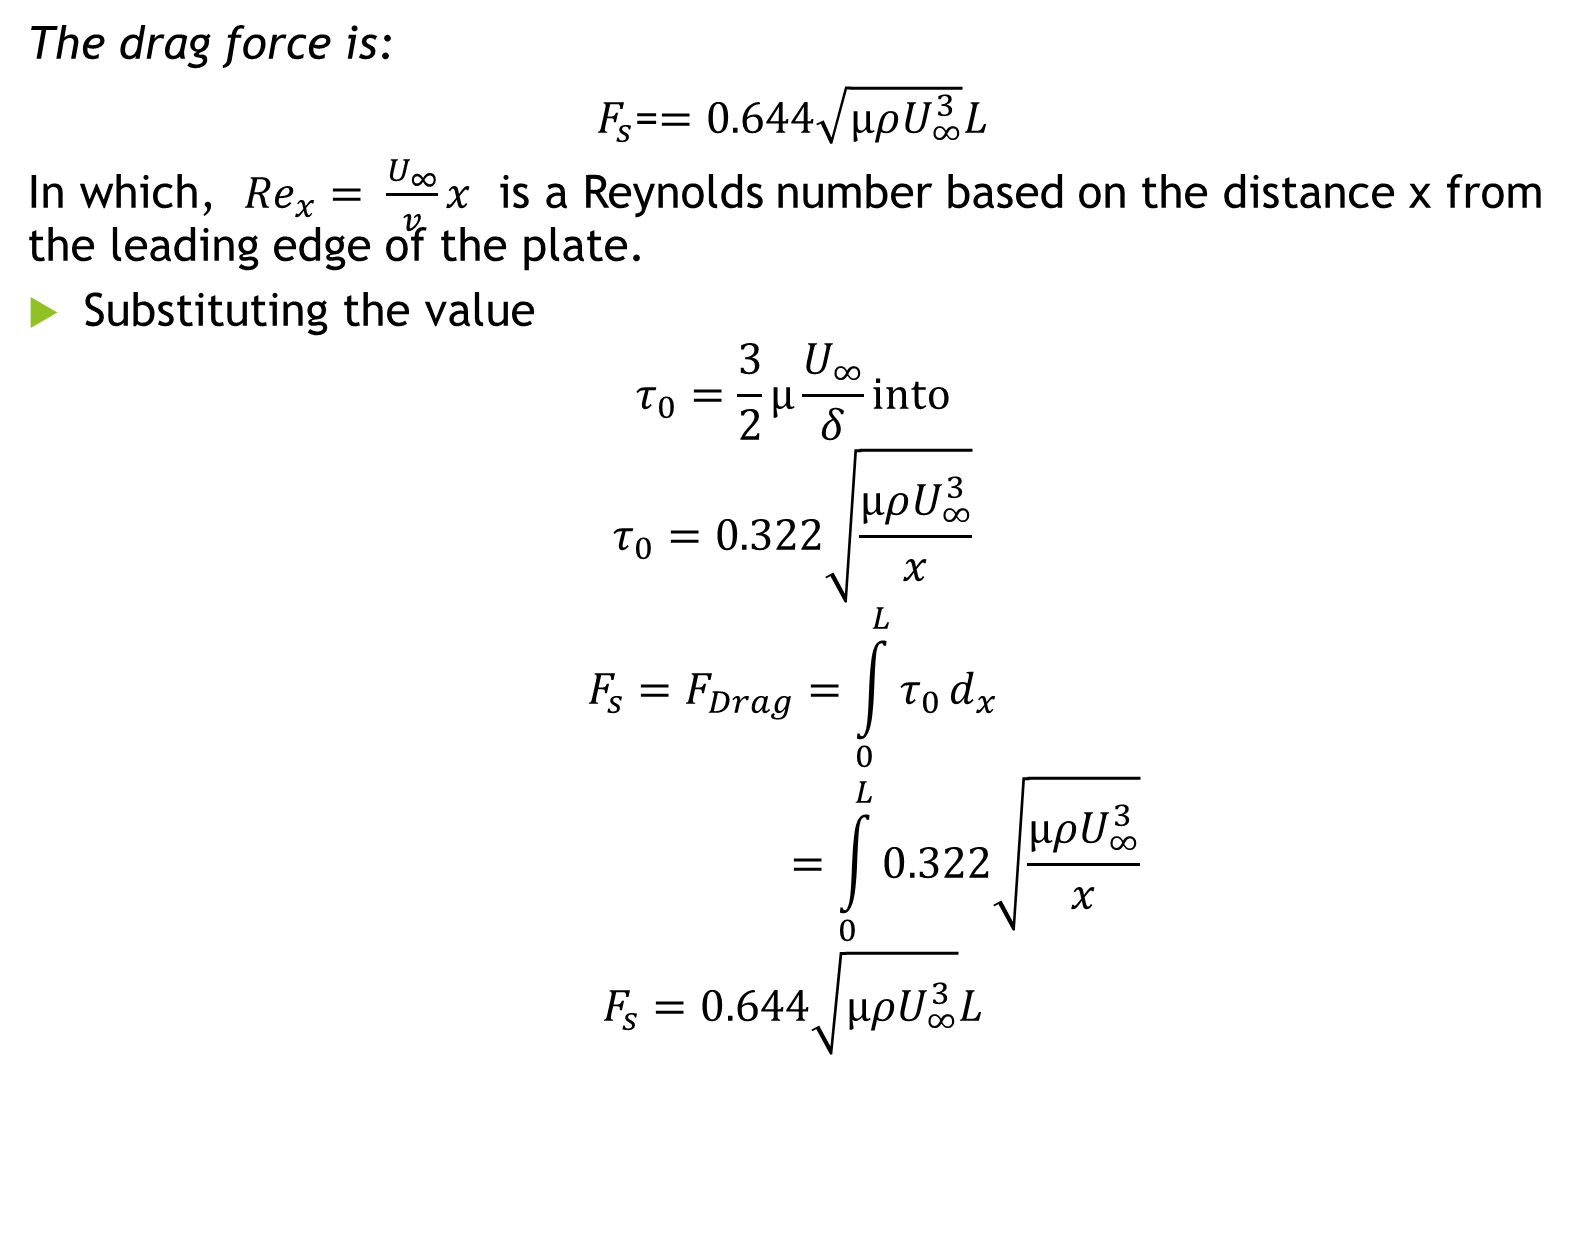 The drag force is:
F_s== 0.644√(μρU_∞^3)L
In which, Re_x = U_∞/v x is a Reynolds number based on the distance x from
the leading edge of the plate.
▶ Substituting the value
τ_0 = 3/2 μ U_∞/δ into
τ_0 = 0.322 √(μρU_∞^3/x)
F_s = F_Drag = ∫_0^L τ_0 d_x
= ∫_0^L 0.322 √(μρU_∞^3/x)
F_s = 0.644 √(μρU_∞^3)L